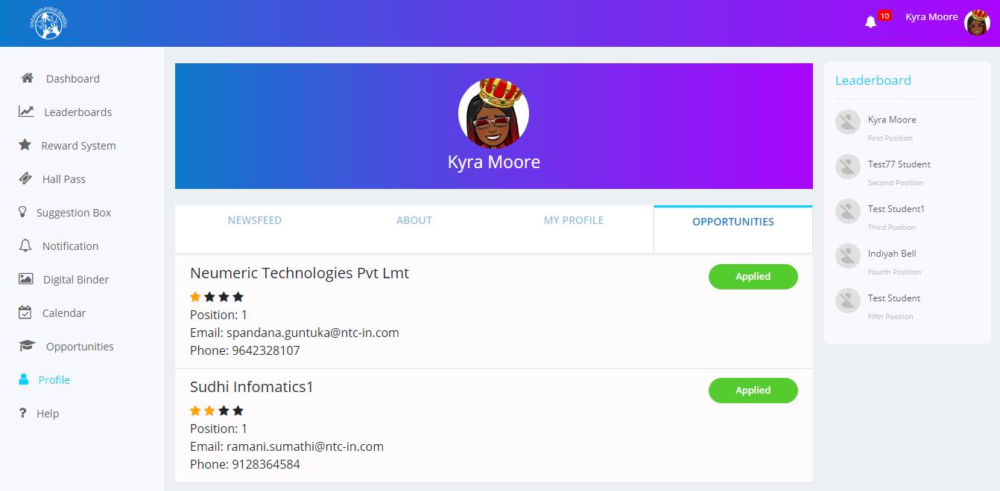 CINCINNATI PUBLIC SCHOOLS
10
Kyra Moore
Dashboard
Leaderboards
Reward System
Hall Pass
Suggestion Box
Notification
Digital Binder
Calendar
Opportunities
Profile
? Help
Kyra Moore
NEWSFEED
ABOUT
MY PROFILE
OPPORTUNITIES
Neumeric Technologies Pvt Lmt
Applied
Position: 1
Email: spandana.guntuka@ntc-in.com
Phone: 9642328107
Sudhi Infomatics1
Applied
Position: 1
Email: ramani.sumathi@ntc-in.com
Phone: 9128364584
Leaderboard
Kyra Moore
First Position
Test77 Student
Second Position
Test Student1
Third Position
Indiyah Bell
Fourth Position
Test Student
Fifth Position